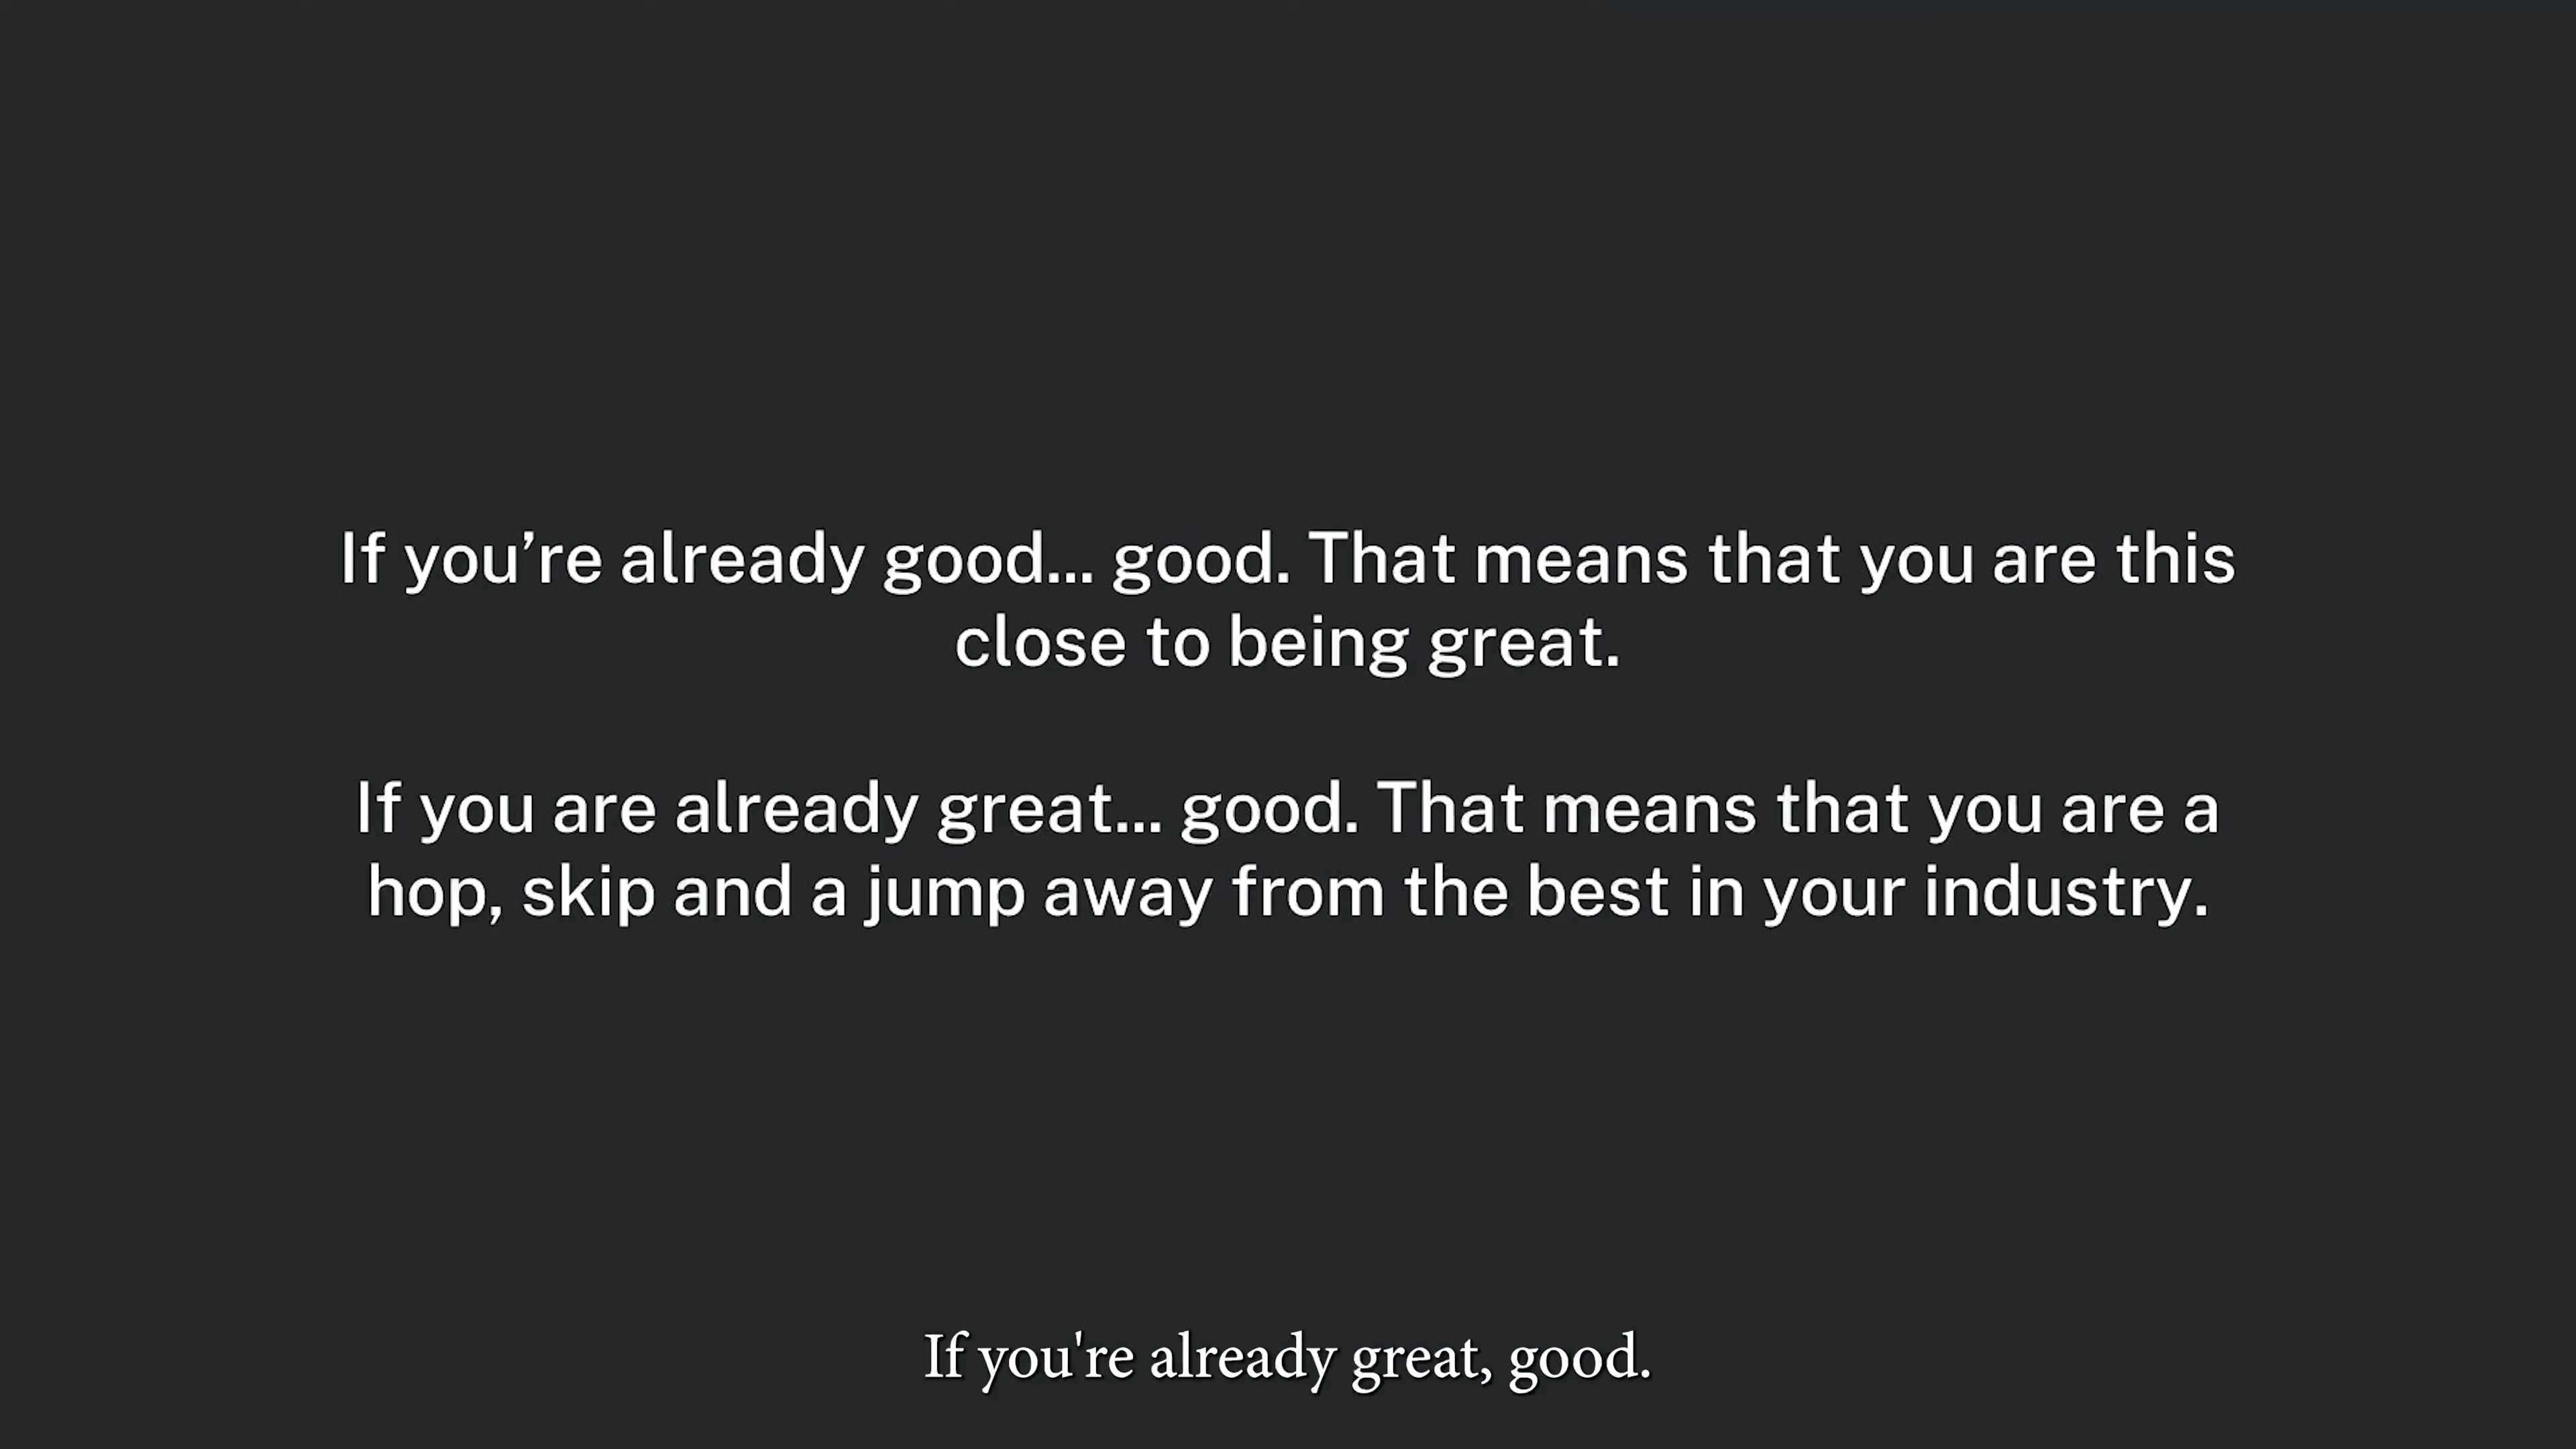 If you’re already good... good. That means that you are this
close to being great.
If you are already great... good. That means that you are a
hop, skip and a jump away from the best in your industry.
If you're already great, good.